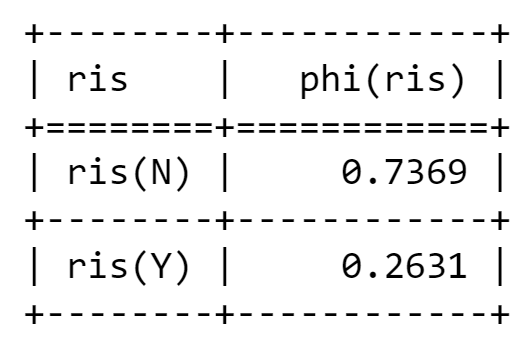 +--------+------------+
| ris    |   phi(ris) |
+========+============+
| ris(N) |     0.7369 |
+--------+------------+
| ris(Y) |     0.2631 |
+--------+------------+